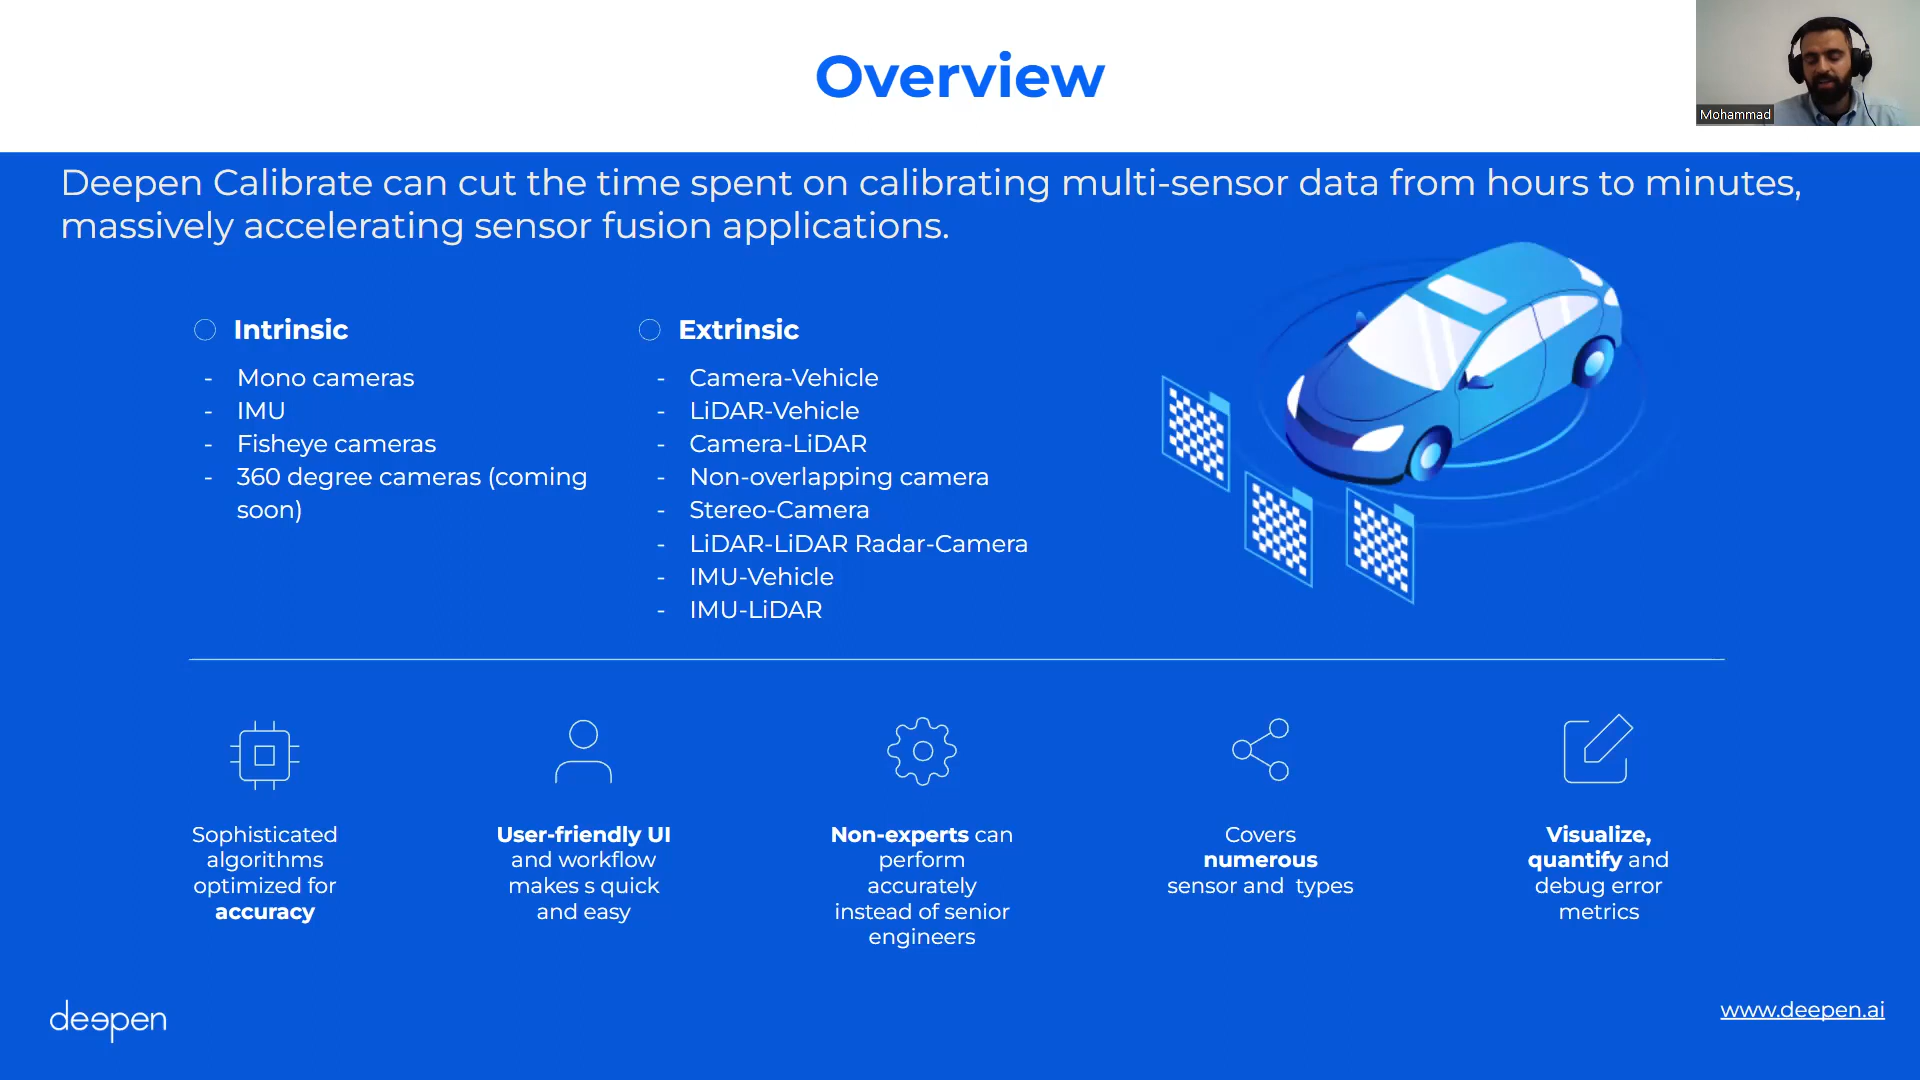 Overview
Mohammad
Deepen Calibrate can cut the time spent on calibrating multi-sensor data from hours to minutes,
massively accelerating sensor fusion applications.
Intrinsic
- Mono cameras
- IMU
- Fisheye cameras
- 360 degree cameras (coming
soon)
Extrinsic
- Camera-Vehicle
- LiDAR-Vehicle
- Camera-LiDAR
- Non-overlapping camera
- Stereo-Camera
- LiDAR-LiDAR Radar-Camera
- IMU-Vehicle
- IMU-LiDAR
Sophisticated
algorithms
optimized for
accuracy
User-friendly UI
and workflow
makes s quick
and easy
Non-experts can
perform
accurately
instead of senior
engineers
Covers
numerous
sensor and  types
Visualize,
quantify and
debug error
metrics
deepen
www.deepen.ai